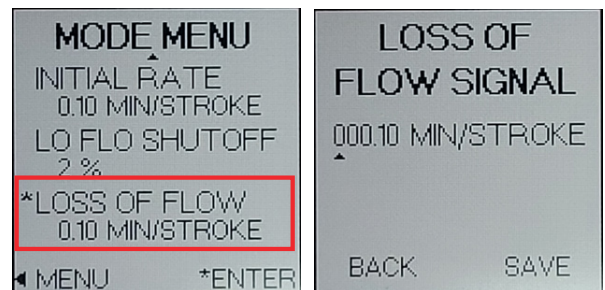 MODE MENU
INITIAL RATE
0.10 MIN/STROKE
LO FLO SHUTOFF
2 %
*LOSS OF FLOW
0.10 MIN/STROKE
MENU *ENTER
LOSS OF
FLOW SIGNAL
000.10 MIN/STROKE
BACK SAVE